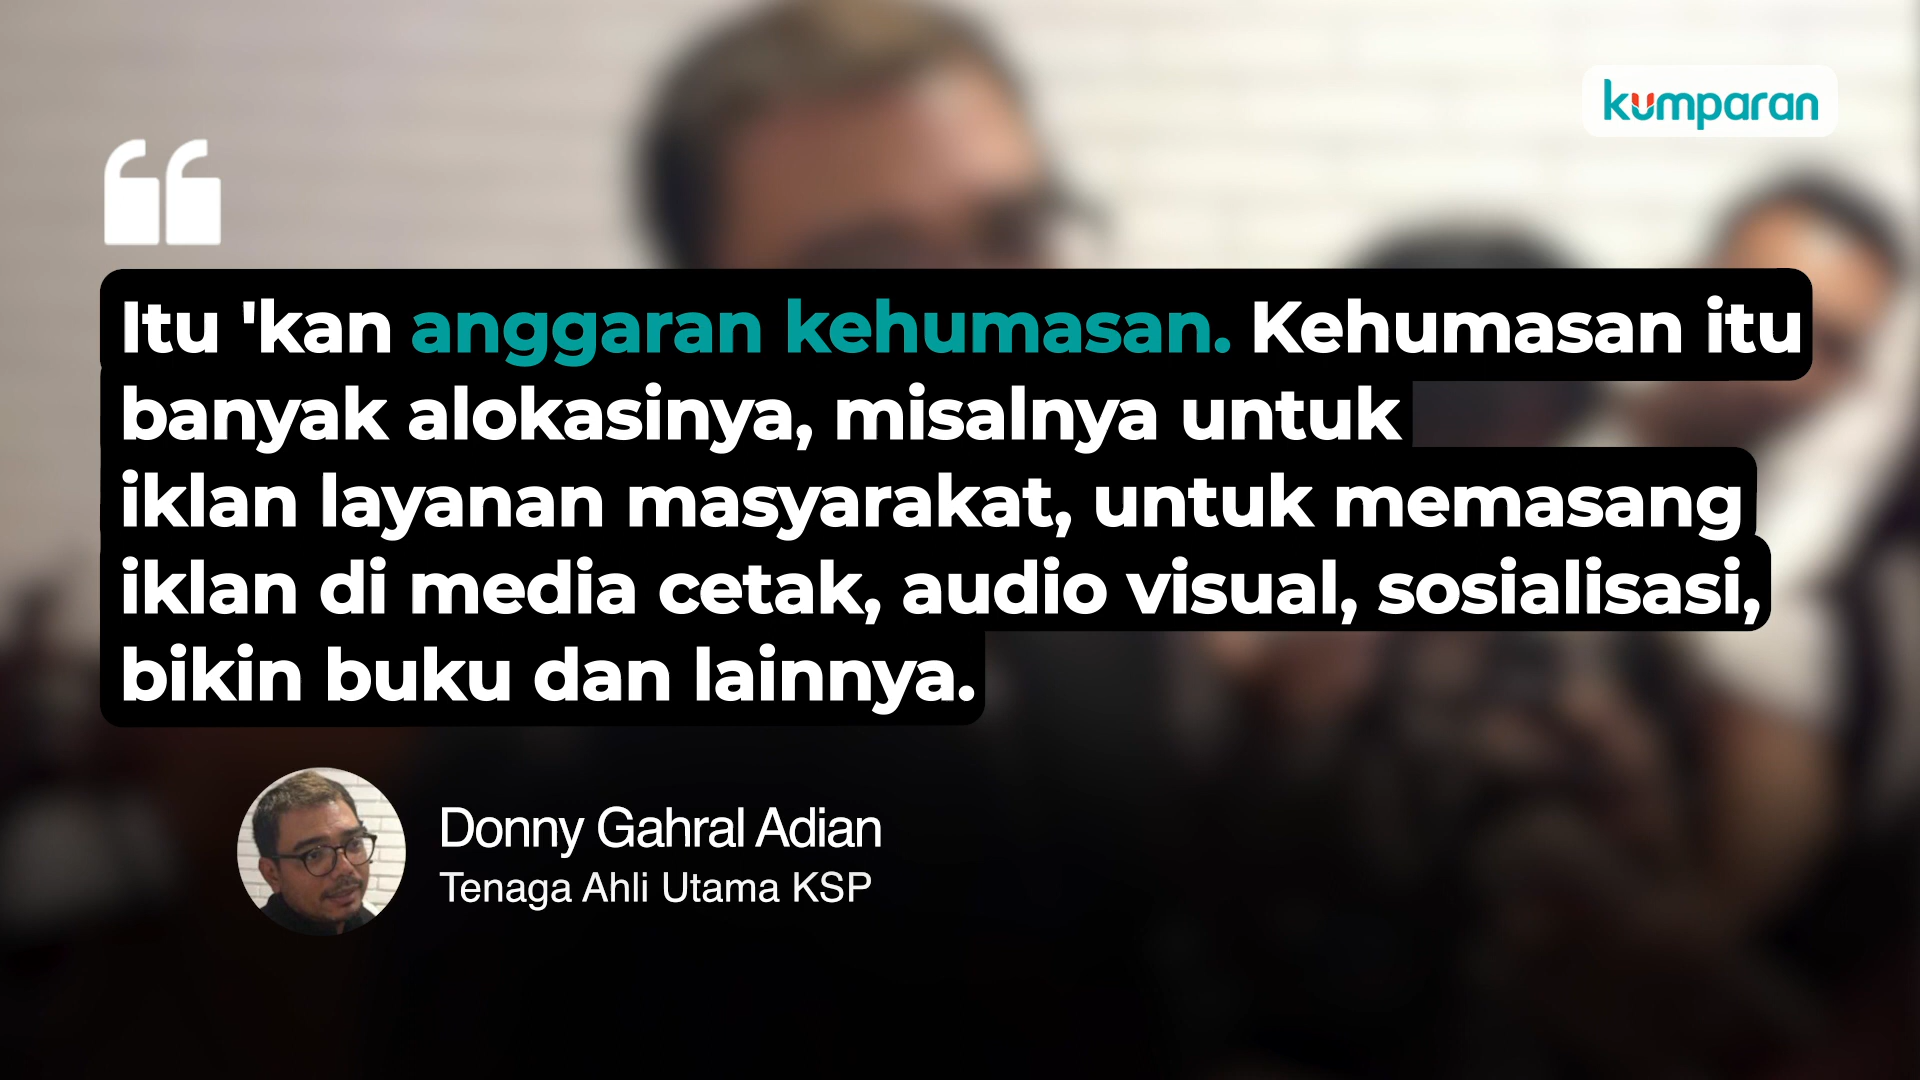 kumparan
Itu 'kan anggaran kehumasan. Kehumasan itu
banyak alokasinya, misalnya untuk
iklan layanan masyarakat, untuk memasang
iklan di media cetak, audio visual, sosialisasi,
bikin buku dan lainnya.
Donny Gahral Adian
Tenaga Ahli Utama KSP